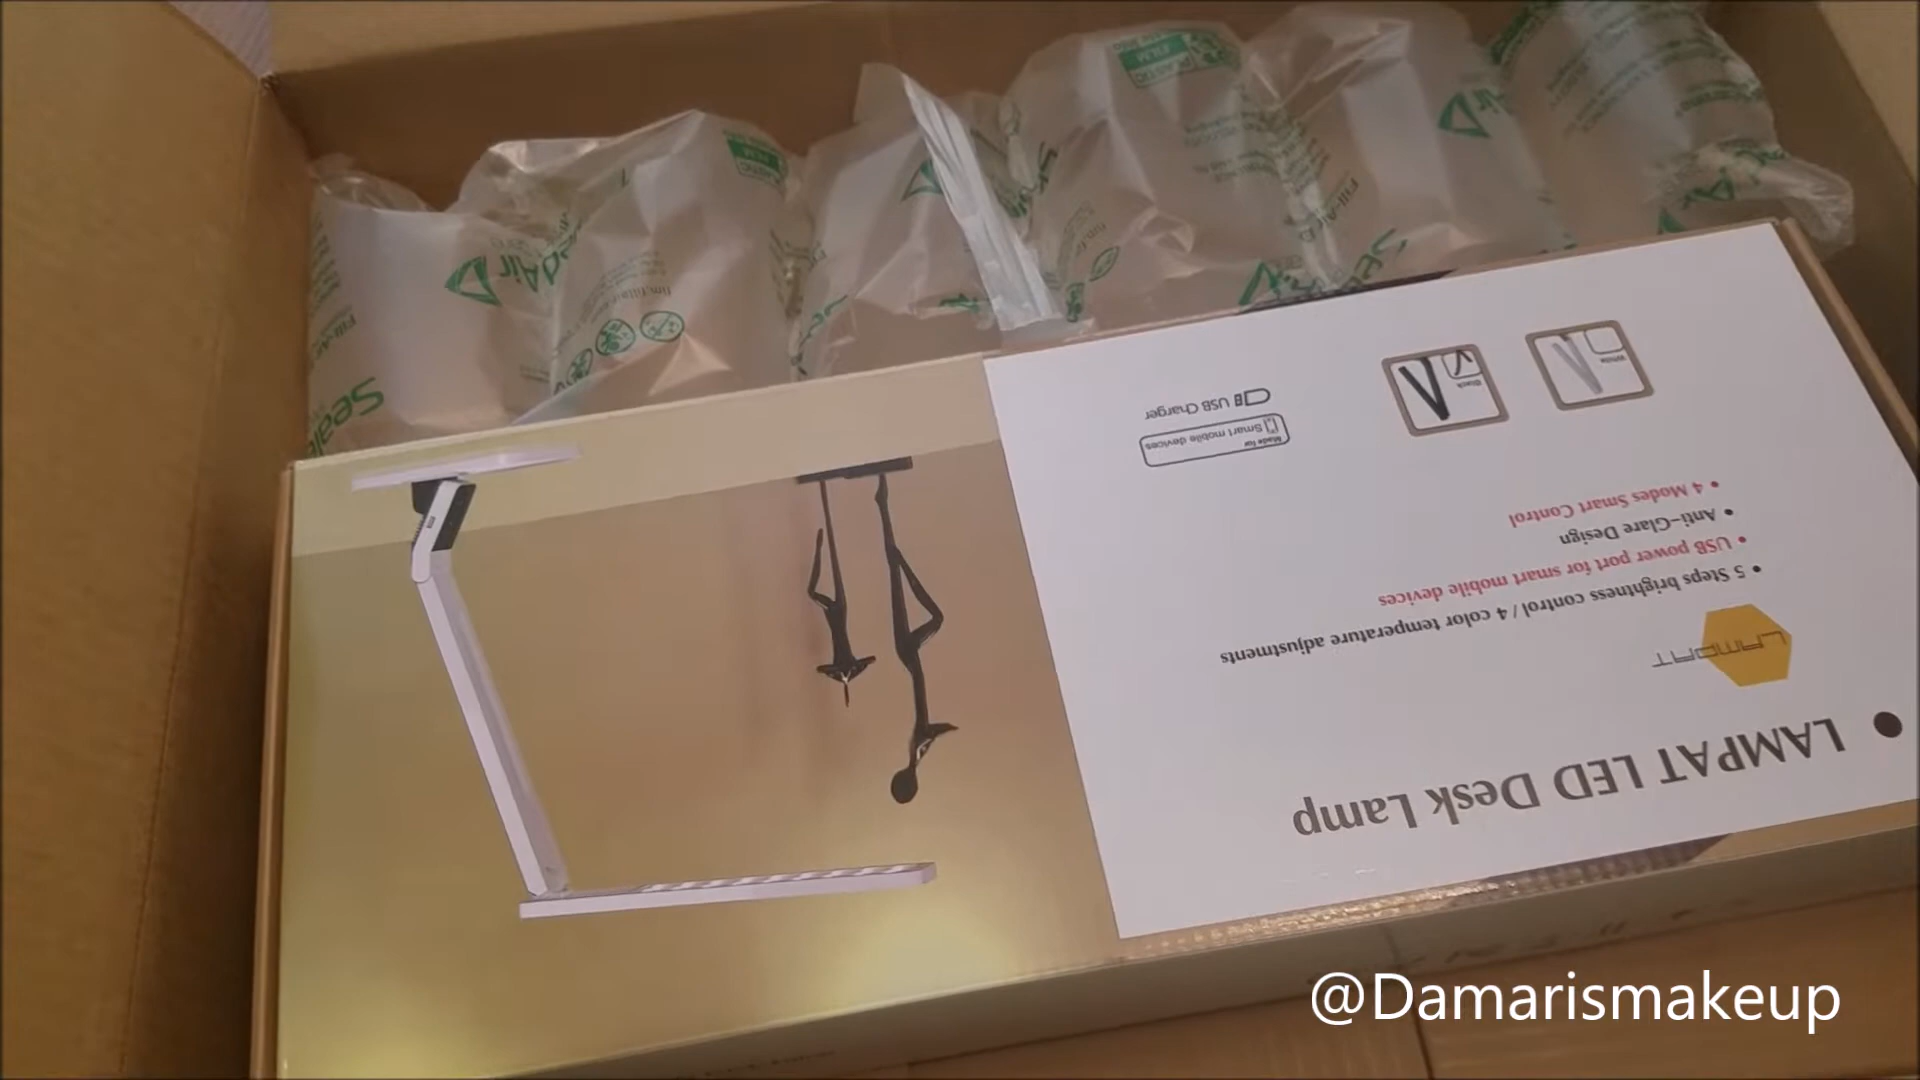 LAMPAT LED Desk Lamp
LAMPAT
• 5 Steps brightness control / 4 color temperature adjustments
• USB power port for smart mobile devices
• Anti-Glare Design
• 4 Modes Smart Control
White
Black
Made for
Smart mobile devices
USB Charger
SealedAir
Fill-Air
@Damarismakeup